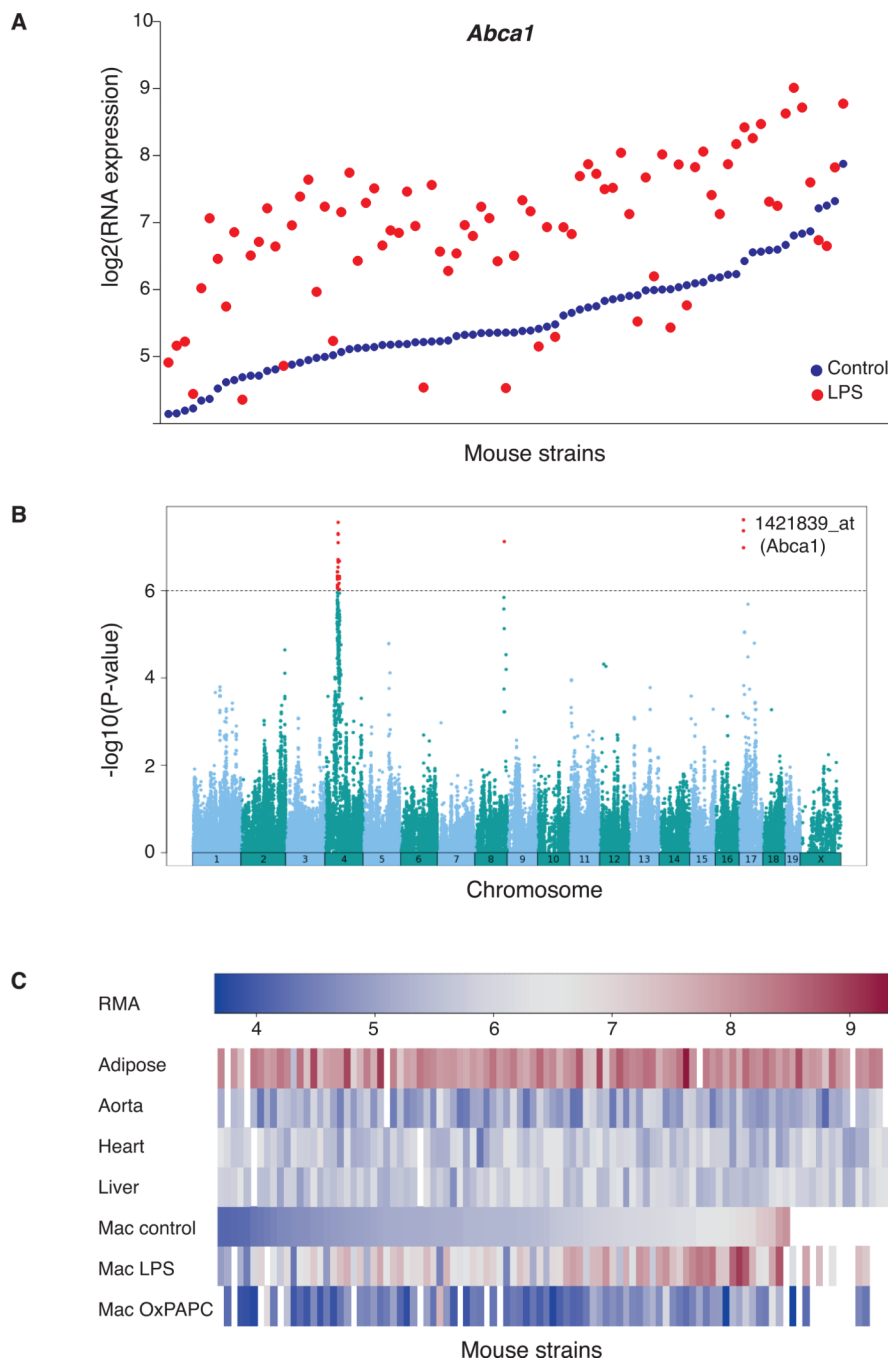 A
Abca1
10
9
8
7
6
5
log2(RNA expression)
Control
LPS
Mouse strains
B
1421839_at
(Abca1)
6
4
2
0
-log10(P-value)
1 2 3 4 5 6 7 8 9 10 11 12 13 14 15 16 17 18 19 X
Chromosome
C
RMA
4 5 6 7 8 9
Adipose
Aorta
Heart
Liver
Mac control
Mac LPS
Mac OxPAPC
Mouse strains